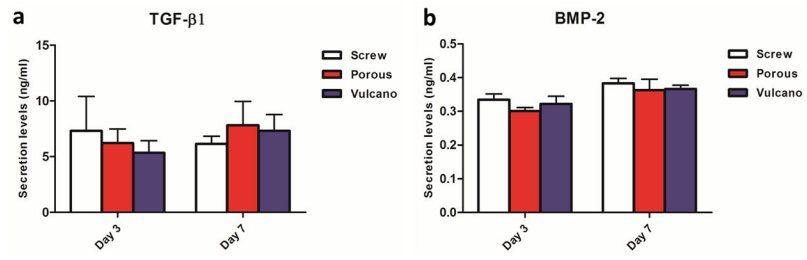 a
TGF-β1
Secretion levels (ng/ml)
15
10
5
0
Day 3
Day 7
Screw
Porous
Vulcano
b
BMP-2
Secretion levels (ng/ml)
0.5
0.4
0.3
0.2
0.1
0.0
Day 3
Day 7
Screw
Porous
Vulcano